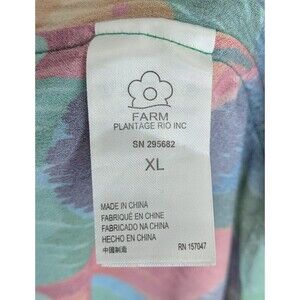 FARM
PLANTAGE RIO INC
SN 295682
XL
MADE IN CHINA
FABRIQUÉ EN CHINE
FABRICADO NA CHINA
HECHO EN CHINA
中国制造
RN 157047